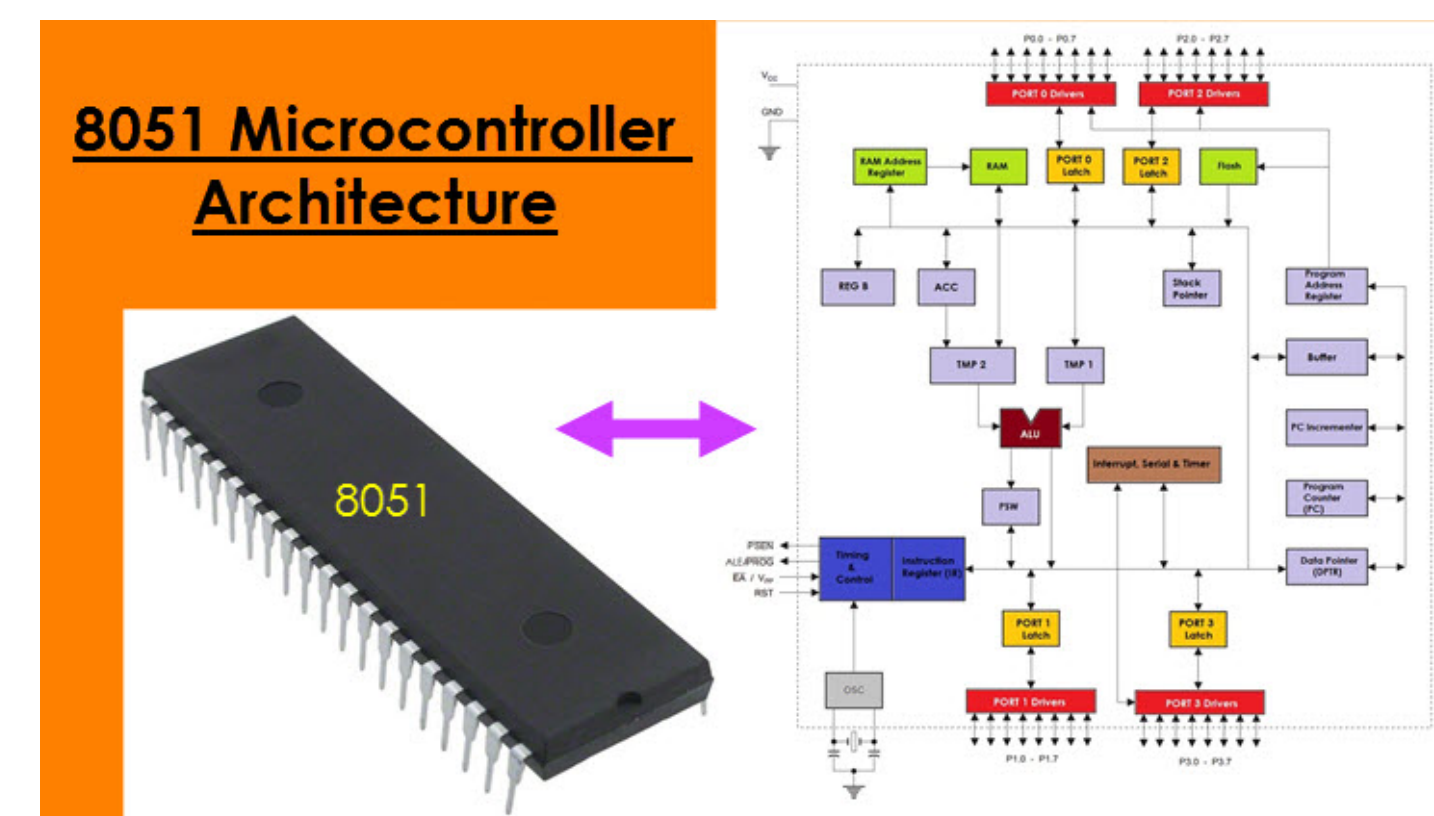 8051 Microcontroller
Architecture
8051
P0.0 - P0.7
P2.0 - P2.7
VCC
GND
PORT 0 Drivers
PORT 2 Drivers
RAM Address
Register
RAM
PORT 0
Latch
PORT 2
Latch
Flash
REG B
ACC
Stack
Pointer
Program
Address
Register
TMP 2
TMP 1
Buffer
ALU
PC Incrementer
Interrupt, Serial & Timer
Program
Counter
(PC)
PSW
PSEN
ALE/PROG
EA / VPP
RST
Timing
&
Control
Instruction
Register (IR)
Data Pointer
(DPTR)
PORT 1
Latch
PORT 3
Latch
OSC
PORT 1 Drivers
PORT 3 Drivers
P1.0 - P1.7
P3.0 - P3.7